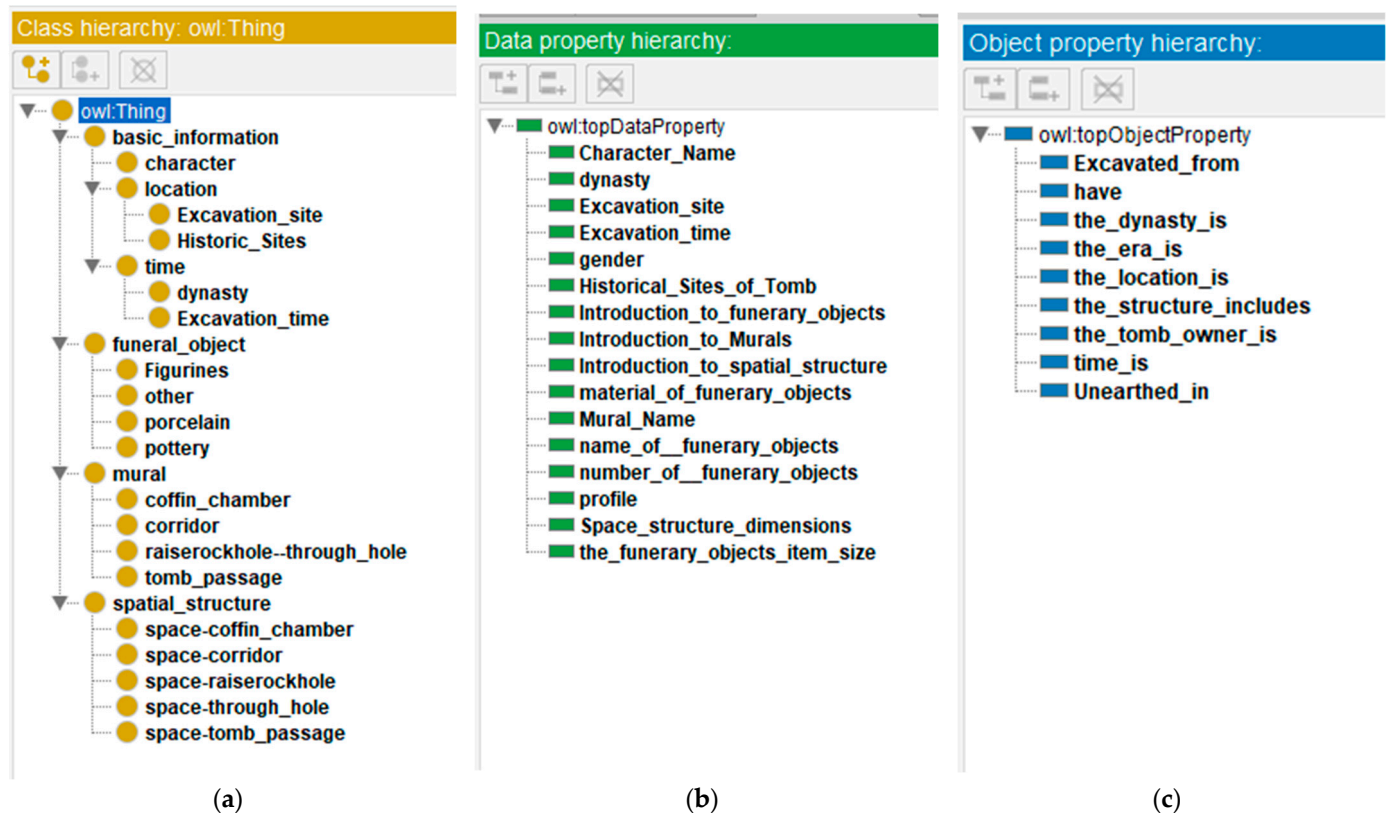 Class hierarchy: owl:Thing
owl:Thing
basic_information
character
location
Excavation_site
Historic_Sites
time
dynasty
Excavation_time
funeral_object
Figurines
other
porcelain
pottery
mural
coffin_chamber
corridor
raiserockhole--through_hole
tomb_passage
spatial_structure
space-coffin_chamber
space-corridor
space-raiserockhole
space-through_hole
space-tomb_passage
(a)
Data property hierarchy:
owl:topDataProperty
Character_Name
dynasty
Excavation_site
Excavation_time
gender
Historical_Sites_of_Tomb
Introduction_to_funerary_objects
Introduction_to_Murals
Introduction_to_spatial_structure
material_of_funerary_objects
Mural_Name
name_of__funerary_objects
number_of__funerary_objects
profile
Space_structure_dimensions
the_funerary_objects_item_size
(b)
Object property hierarchy:
owl:topObjectProperty
Excavated_from
have
the_dynasty_is
the_era_is
the_location_is
the_structure_includes
the_tomb_owner_is
time_is
Unearthed_in
(c)